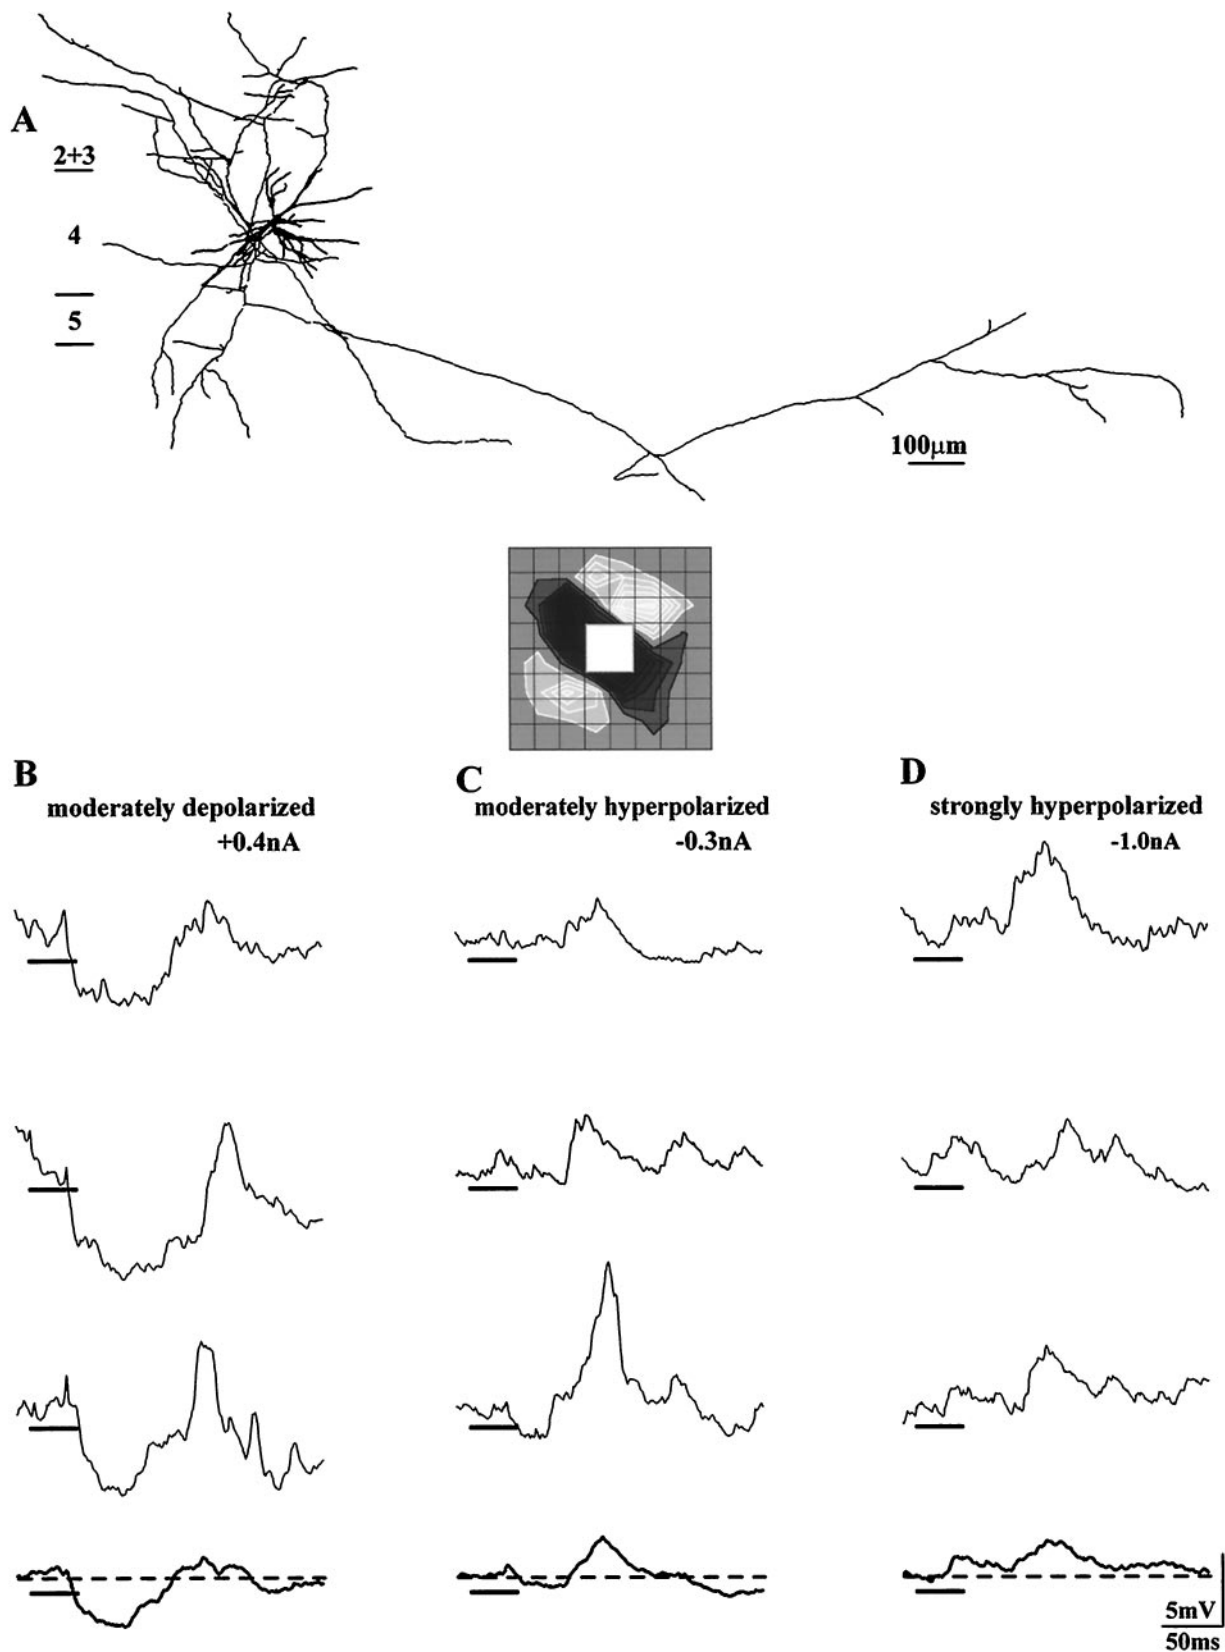 A
2+3
4
5
100μm
B
moderately depolarized
+0.4nA
C
moderately hyperpolarized
-0.3nA
D
strongly hyperpolarized
-1.0nA
5mV
50ms